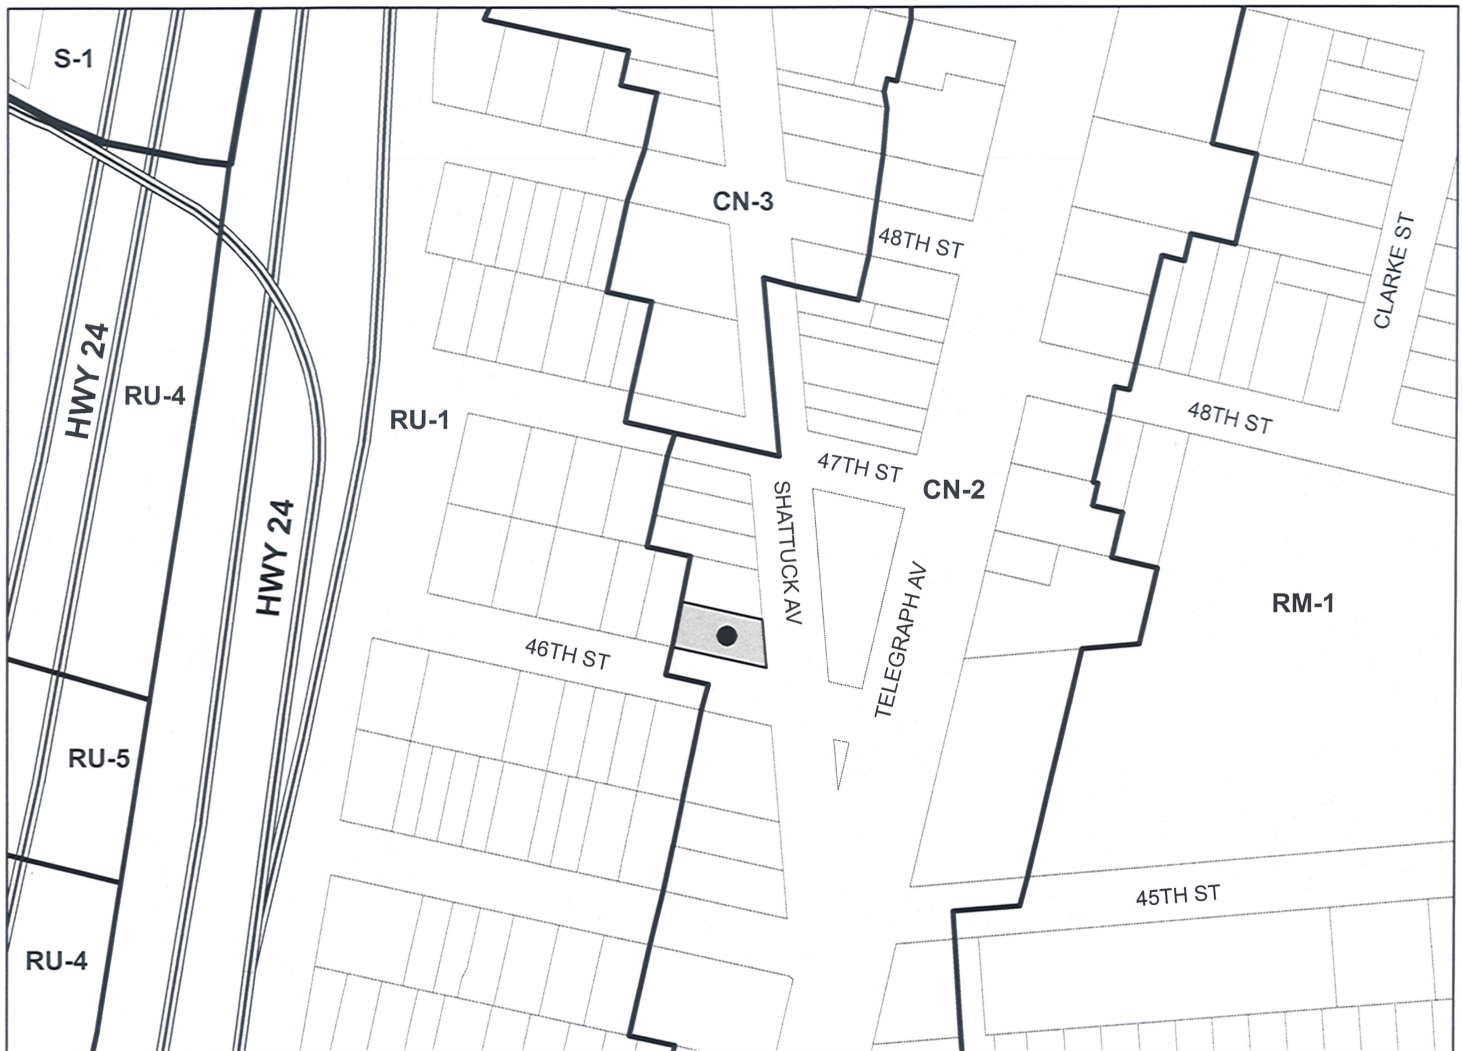 S-1
CN-3
48TH ST
CLARKE ST
HWY 24
RU-4
RU-1
48TH ST
47TH ST
CN-2
SHATTUCK AV
HWY 24
TELEGRAPH AV
RM-1
46TH ST
RU-5
45TH ST
RU-4